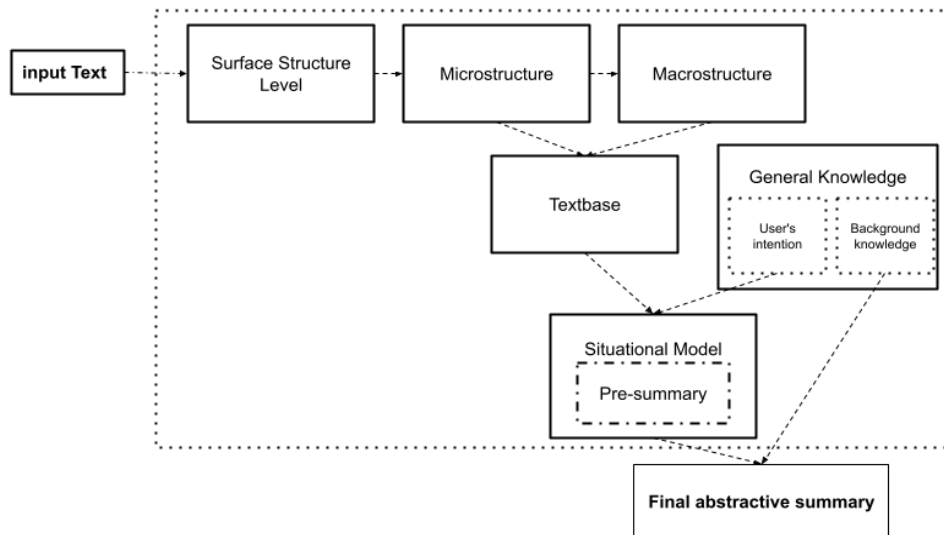 input Text
Surface Structure
Level
Microstructure
Macrostructure
Textbase
General Knowledge
User's
intention
Background
knowledge
Situational Model
Pre-summary
Final abstractive summary